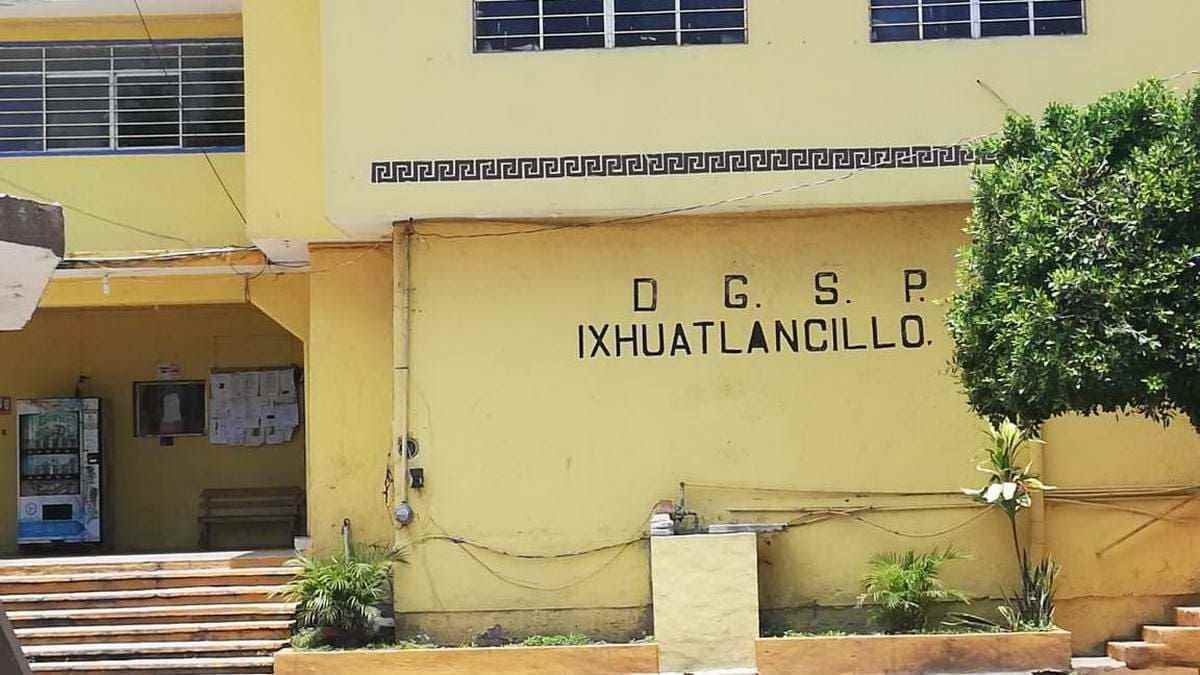 D G. S. P.
IXHUATLANCILLO.